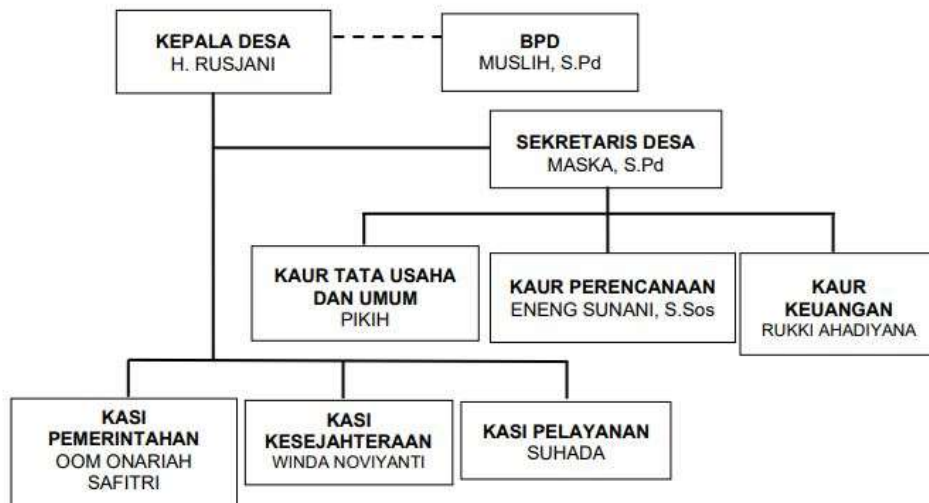 KEPALA DESA
H. RUSJANI
BPD
MUSLIH, S.Pd
SEKRETARIS DESA
MASKA, S.Pd
KAUR TATA USAHA
DAN UMUM
PIKIH
KAUR PERENCANAAN
ENENG SUNANI, S.Sos
KAUR
KEUANGAN
RUKKI AHADIYANA
KASI
PEMERINTAHAN
OOM ONARIAH
SAFITRI
KASI
KESEJAHTERAAN
WINDA NOVIYANTI
KASI PELAYANAN
SUHADA